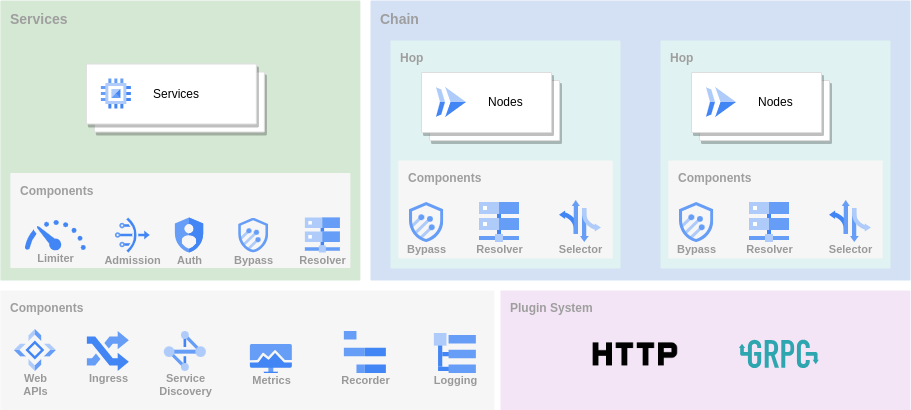 Services
Services
Components
Limiter
Admission
Auth
Bypass
Resolver
Chain
Hop
Nodes
Components
Bypass
Resolver
Selector
Hop
Nodes
Components
Bypass
Resolver
Selector
Components
Web
APIs
Ingress
Service
Discovery
Metrics
Recorder
Logging
Plugin System
HTTP
GRPC